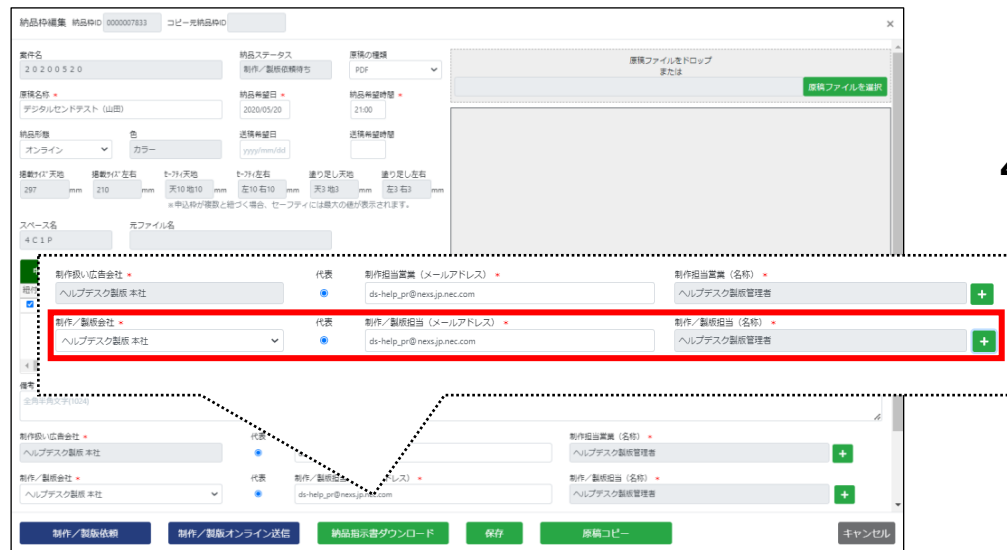 納品枠編集 納品枠ID 0000007833 コピー元納品枠ID ×
案件名 納品ステータス 原稿の種類
２０２００５２０ 制作／製版依頼待ち PDF
原稿ファイルをドロップ
または
原稿ファイルを選択
原稿名称 * 納品希望日 * 納品希望時間 *
デジタルセンドテスト（山田） 2020/05/20 21:00
納品形態 色 送稿希望日 送稿希望時間
オンライン カラー yyyy/mm/dd
掲載ｻｲｽﾞ天地 掲載ｻｲｽﾞ左右 ｾｰﾌﾃｨ天地 ｾｰﾌﾃｨ左右 塗り足し天地 塗り足し左右
297 mm 210 mm 天10 地10 mm 左10 右10 mm 天3 地3 mm 左3 右3 mm
※申込枠が複数と紐づく場合、セーフティには最大の値が表示されます。
スペース名 元ファイル名
４Ｃ１Ｐ
制作扱い広告会社 * 代表 制作担当営業（メールアドレス） * 制作担当営業（名称） *
ヘルプデスク製版 本社 ds-help_pr@nexs.jp.nec.com ヘルプデスク製版管理者 +
制作／製版会社 * 代表 制作／製版担当（メールアドレス） * 制作／製版担当（名称） *
ヘルプデスク製版 本社 ds-help_pr@nexs.jp.nec.com ヘルプデスク製版管理者 +
備考
全角半角文字(1024)
制作扱い広告会社 * 代表 制作担当営業（名称） *
ヘルプデスク製版 本社 ヘルプデスク製版管理者 +
制作／製版会社 * 代表 制作／製版担当 ドレス） * 制作／製版担当（名称） *
ヘルプデスク製版 本社 ds-help_pr@nexs.jp.nec.com ヘルプデスク製版管理者 +
制作／製版依頼 制作／製版オンライン送信 納品指示書ダウンロード 保存 原稿コピー キャンセル